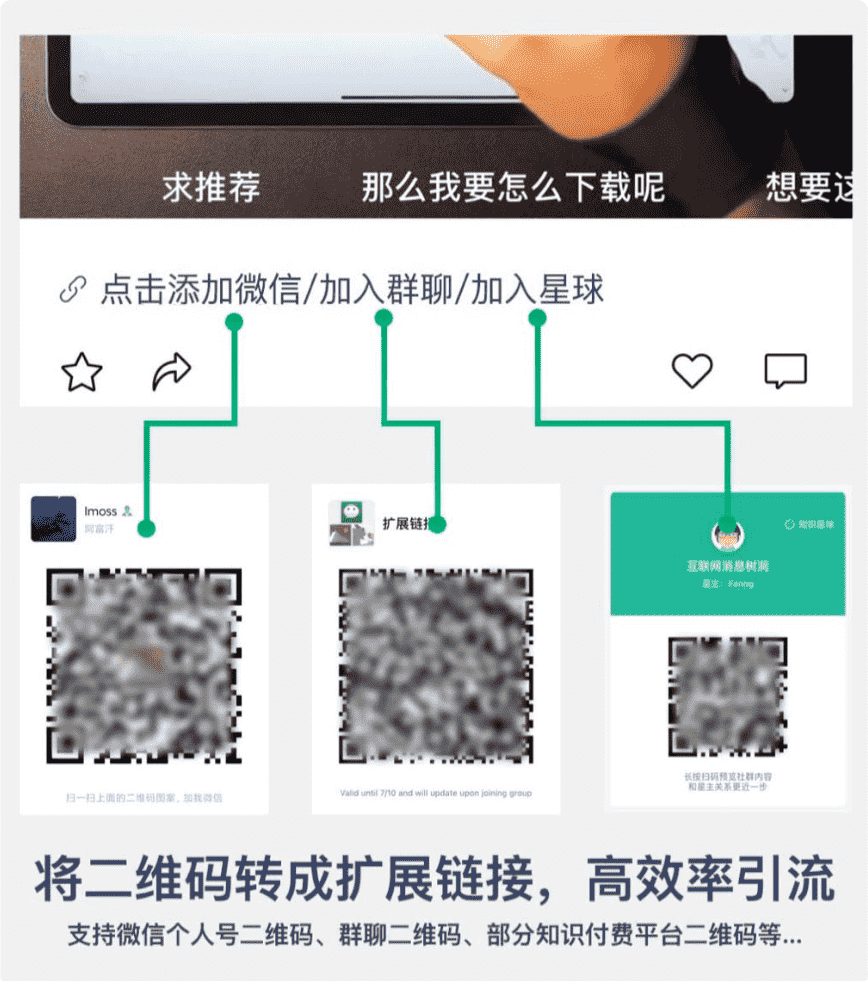 求推荐 那么我要怎么下载呢 想要这
点击添加微信/加入群聊/加入星球
Imoss
阿富汗
扩展链接
知识星球
互联网消息树洞
星主: Fenng
扫一扫上面的二维码图案，加我微信
Valid until 7/10 and will update upon joining group
长按扫码预览社群内容
和星主关系更近一步
将二维码转成扩展链接，高效率引流
支持微信个人号二维码、群聊二维码、部分知识付费平台二维码等...